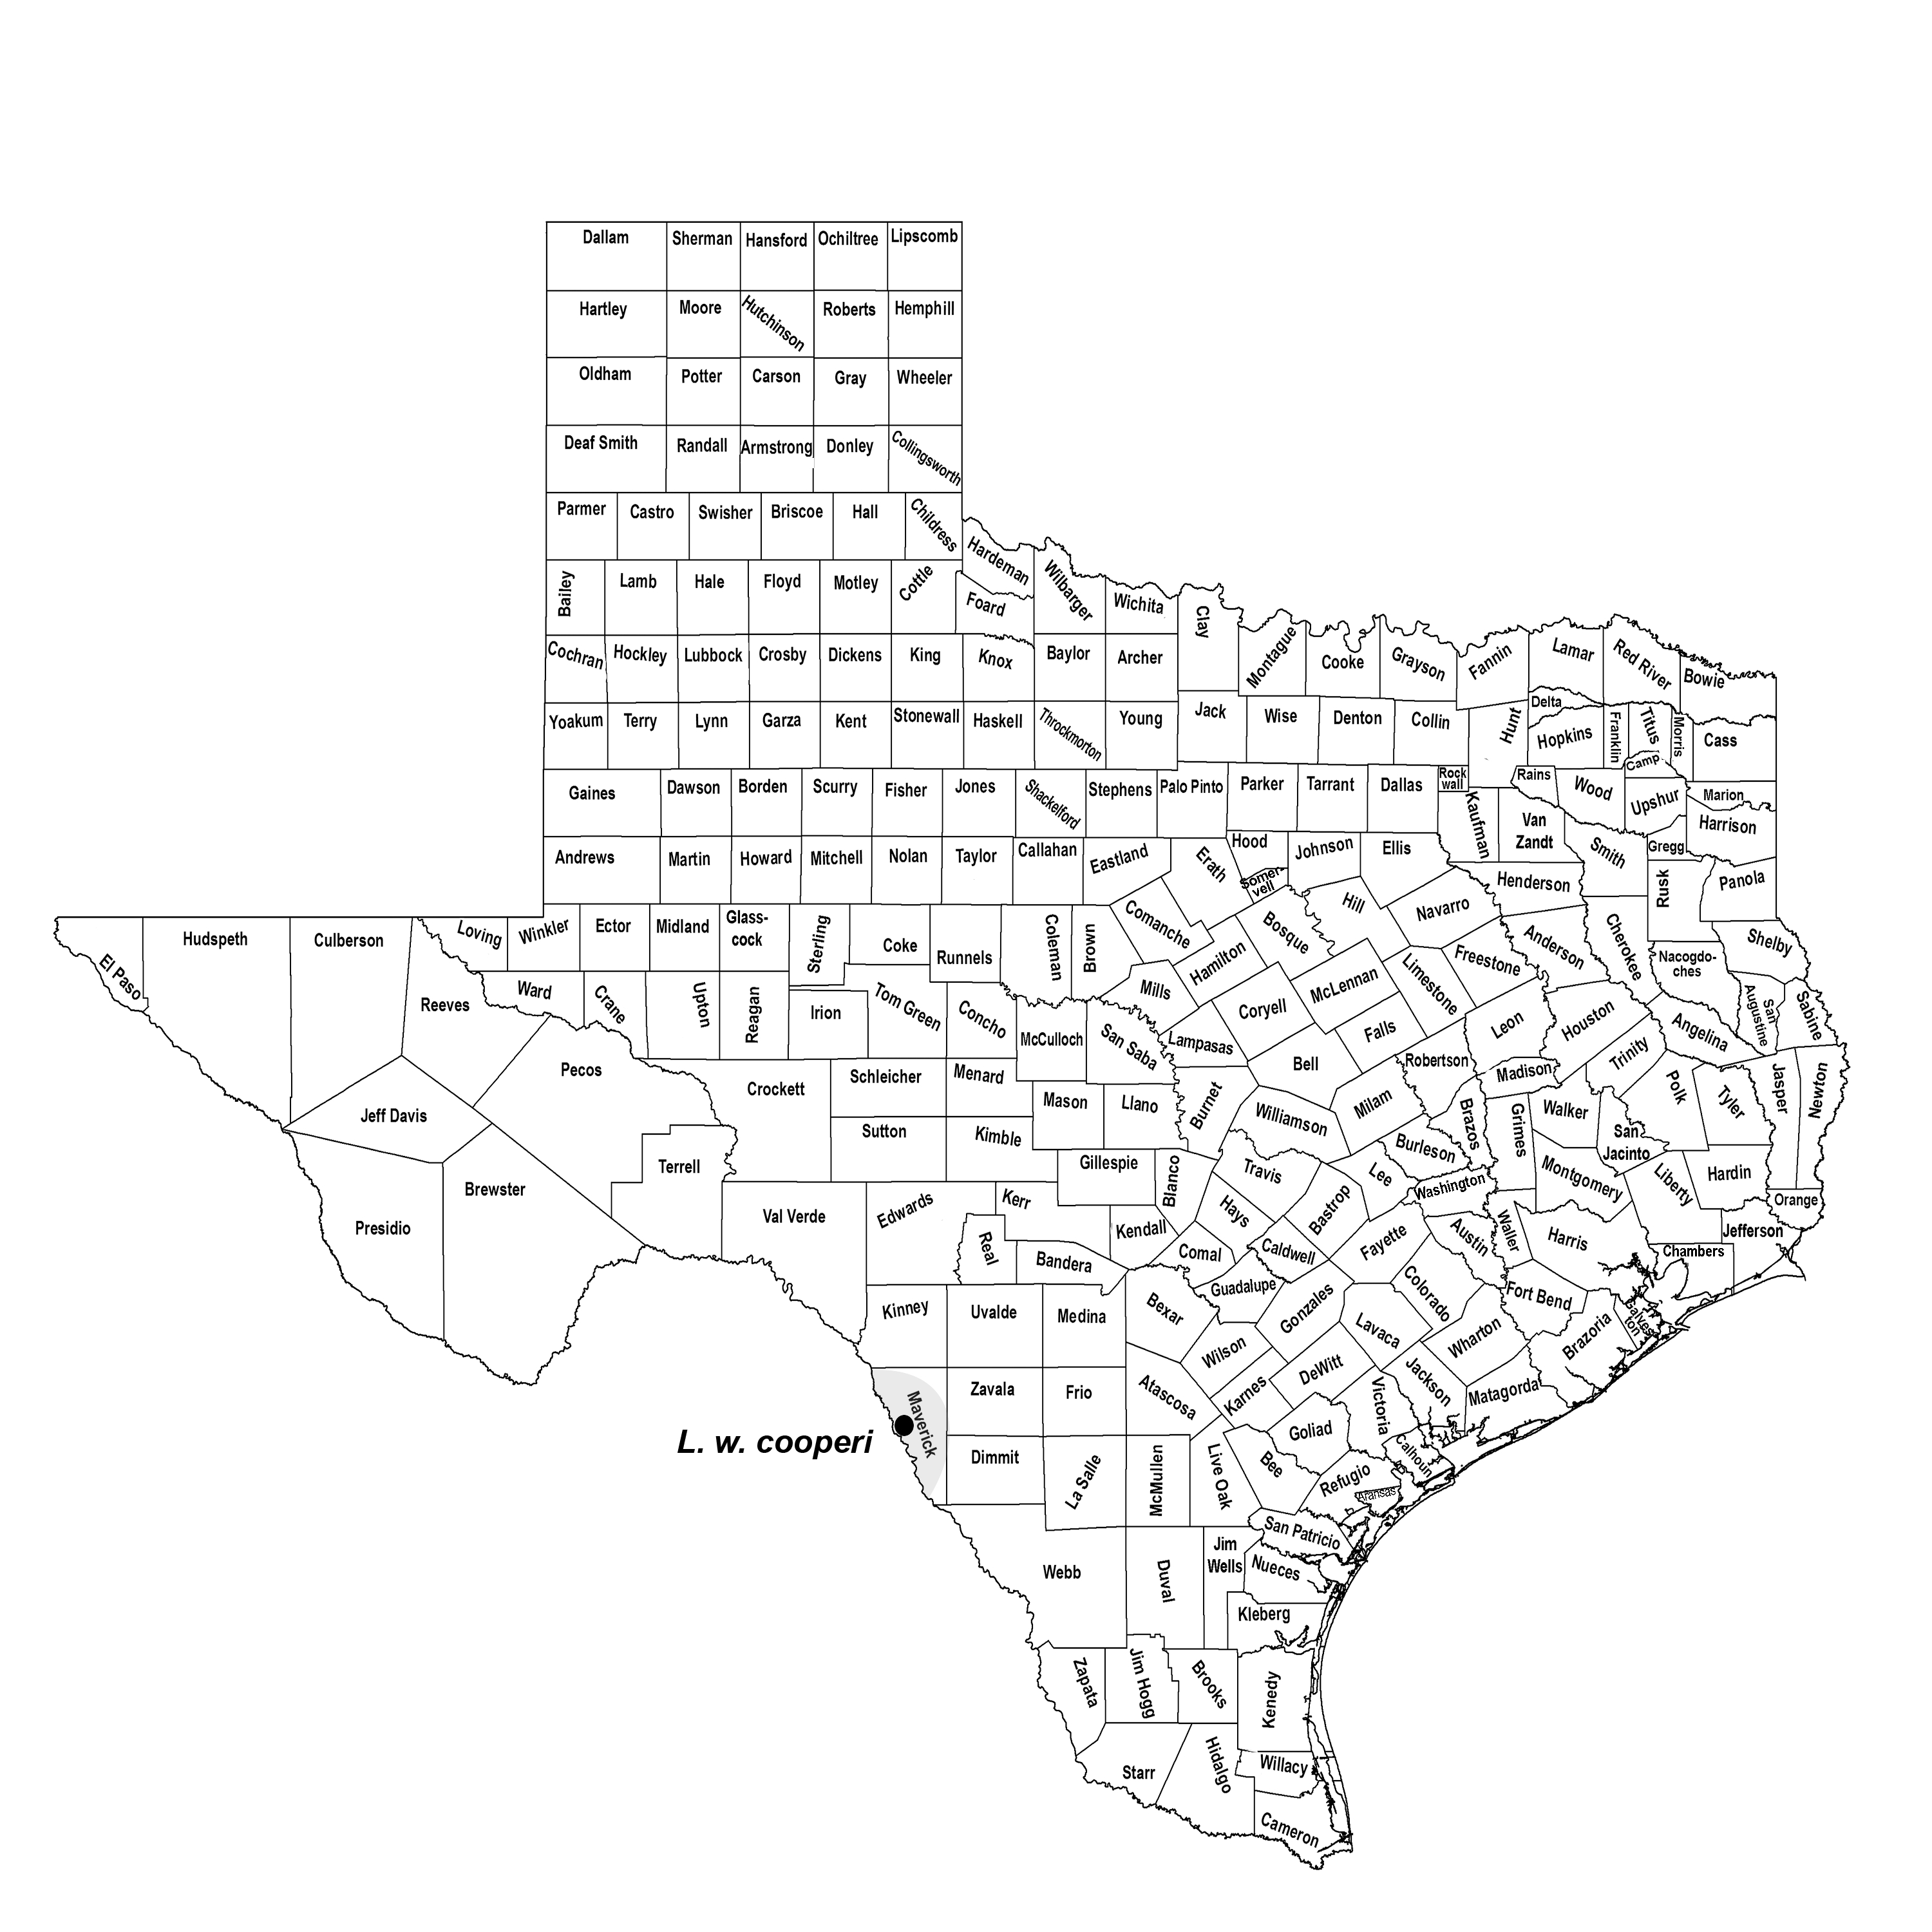 Dallam Sherman Hansford Ochiltree Lipscomb
Hartley Moore Hutchinson Roberts Hemphill
Oldham Potter Carson Gray Wheeler
Deaf Smith Randall Armstrong Donley Collingsworth
Parmer Castro Swisher Briscoe Hall Childress
Hardeman
Bailey Lamb Hale Floyd Motley Cottle Foard Wilbarger Wichita Clay
Cochran Hockley Lubbock Crosby Dickens King Knox Baylor Archer Montague Cooke Grayson Fannin Lamar Red River Bowie
Yoakum Terry Lynn Garza Kent Stonewall Haskell Throckmorton Young Jack Wise Denton Collin Hunt Delta Hopkins Franklin Titus Morris Cass
Camp
Gaines Dawson Borden Scurry Fisher Jones Shackelford Stephens Palo Pinto Parker Tarrant Dallas Rock
wall
Rains Wood Upshur Marion
Kaufman Van
Zandt
Harrison
Andrews Martin Howard Mitchell Nolan Taylor Callahan Eastland Erath Hood Johnson Ellis Smith Gregg
Somer-
vell
Henderson Rusk Panola
El Paso Hudspeth Culberson Loving Winkler Ector Midland Glass-
cock
Sterling Coke Runnels Coleman Brown Comanche Hamilton Bosque Hill Navarro Anderson Cherokee Nacogdo-
ches
Shelby
Reeves Ward Crane Upton Reagan Irion Tom Green Concho McCulloch San Saba Mills Lampasas Coryell McLennan Limestone Freestone
Falls Leon Houston Angelina San
Augustine
Sabine
Jeff Davis Pecos Crockett Schleicher Menard Mason Llano Burnet Bell Robertson Madison Trinity Polk Tyler Jasper Newton
Williamson Milam Brazos Grimes Walker San
Jacinto
Presidio Brewster Terrell Sutton Kimble Gillespie Blanco Travis Lee Burleson Washington Montgomery Liberty Hardin Orange
Val Verde Edwards Kerr Real Kendall Hays Bastrop Fayette Austin Waller Harris Jefferson
Bandera Comal Caldwell Chambers
Kinney Uvalde Medina Bexar Guadalupe Gonzales Lavaca Colorado Fort Bend Brazoria Galves
ton
Wilson Wharton
Maverick Zavala Frio Atascosa Karnes DeWitt Victoria Jackson Matagorda
L. w. cooperi
Dimmit La Salle McMullen Live Oak Bee Goliad Calhoun
Refugio Aransas
San Patricio
Webb Duval Jim
Wells
Nueces
Kleberg
Zapata Jim Hogg Brooks Kenedy
Starr Hidalgo Willacy
Cameron